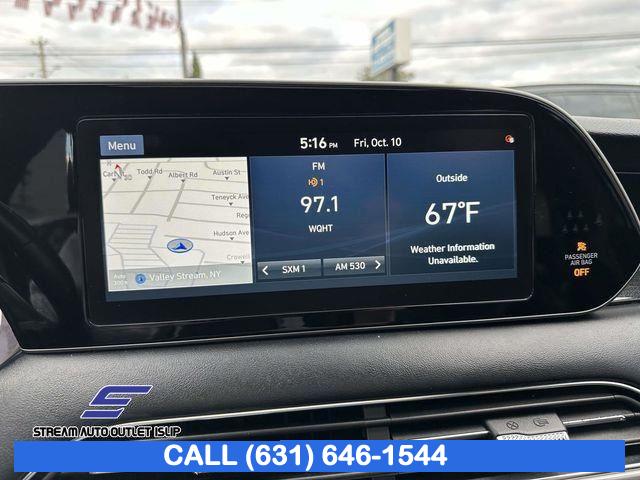 Menu
5:16 PM Fri, Oct. 10
Todd Rd
Albert Rd
Austin St
Teneyck Ave
Hudson Ave
Valley Stream, NY
Auto
FM
1
97.1
WQHT
< SXM 1
AM 530 >
Outside
67°F
Weather Information
Unavailable.
PASSENGER
AIR BAG
OFF
STREAM AUTO OUTLET ISLIP
CALL (631) 646-1544